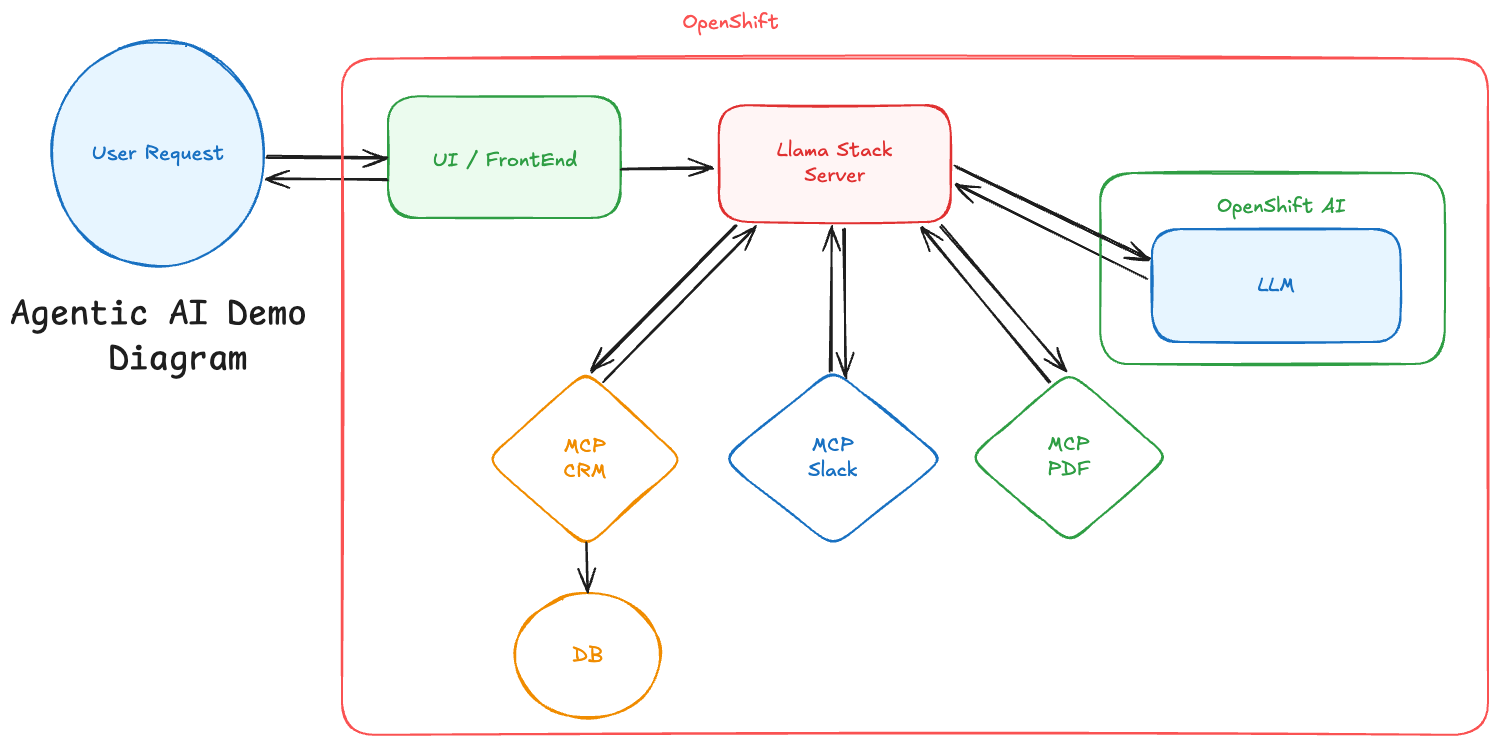 OpenShift
User Request
UI / FrontEnd
Llama Stack
Server
OpenShift AI
LLM
Agentic AI Demo
Diagram
MCP
CRM
MCP
Slack
MCP
PDF
DB